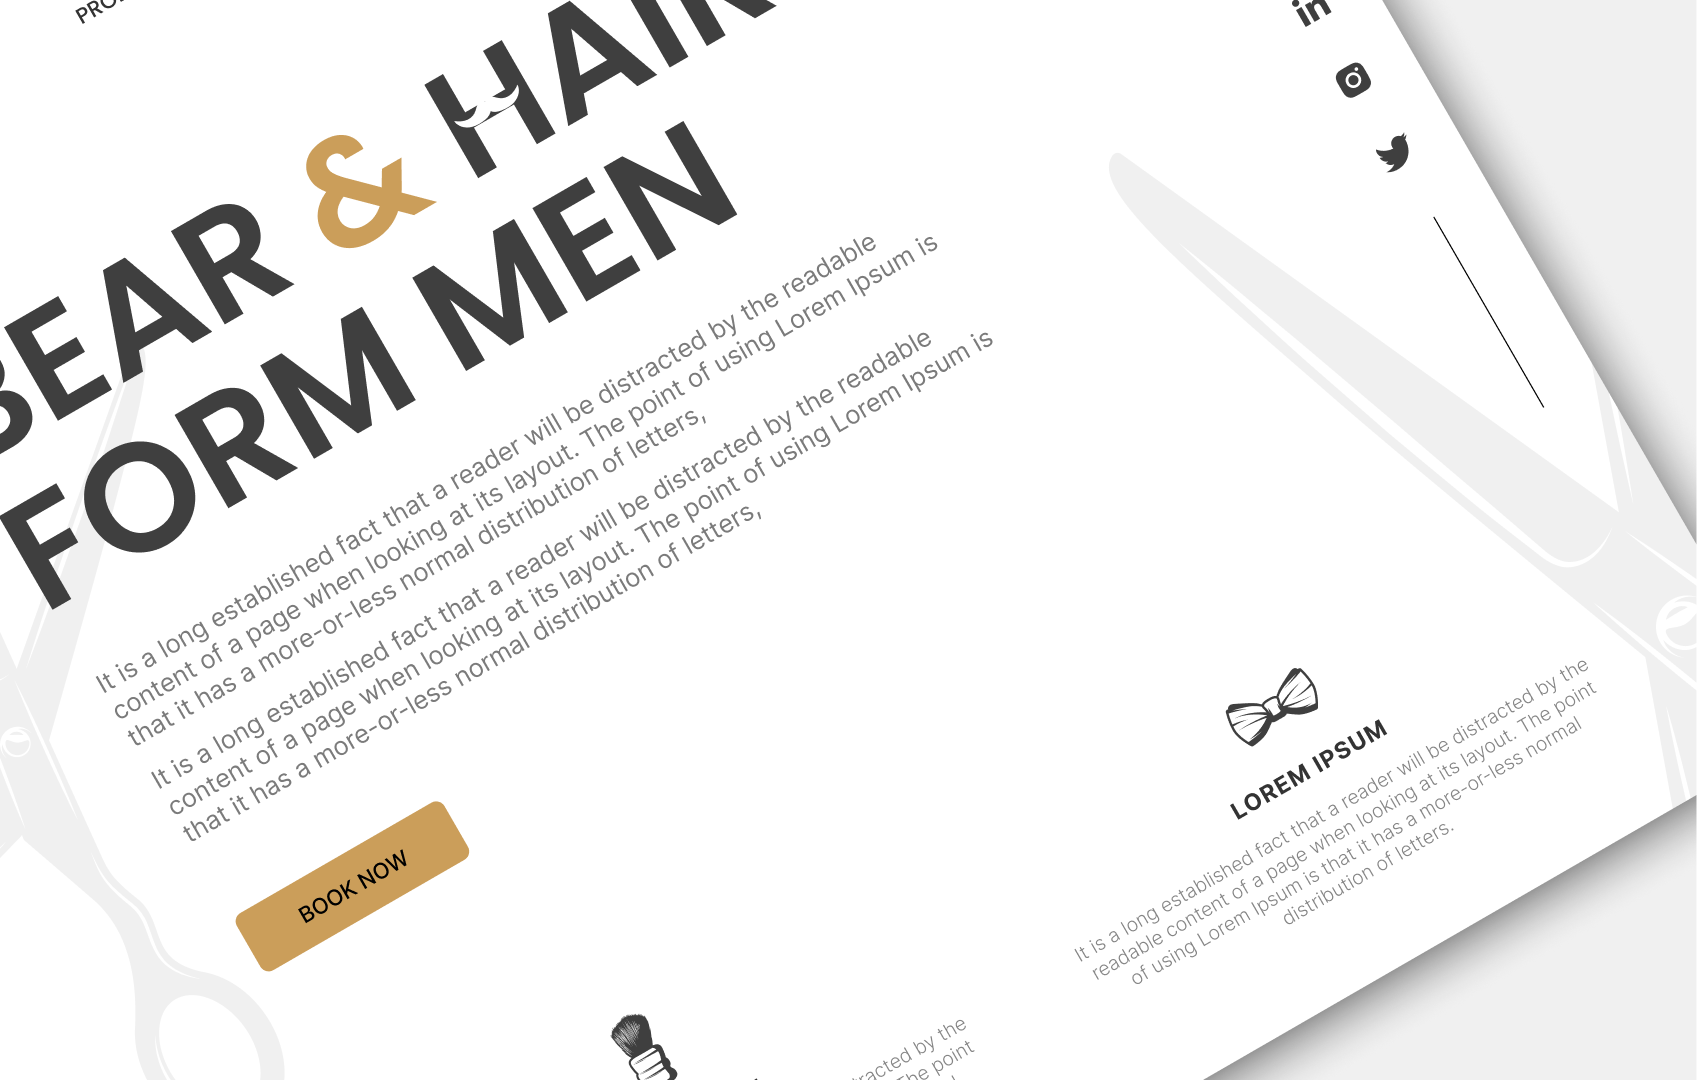 BEAR & HAIR
FORM MEN
It is a long established fact that a reader will be distracted by the readable
content of a page when looking at its layout. The point of using Lorem Ipsum is
that it has a more-or-less normal distribution of letters,
It is a long established fact that a reader will be distracted by the readable
content of a page when looking at its layout. The point of using Lorem Ipsum is
that it has a more-or-less normal distribution of letters,
BOOK NOW
in
LOREM IPSUM
It is a long established fact that a reader will be distracted by the
readable content of a page when looking at its layout. The point
of using Lorem Ipsum is that it has a more-or-less normal
distribution of letters.
by the
The point